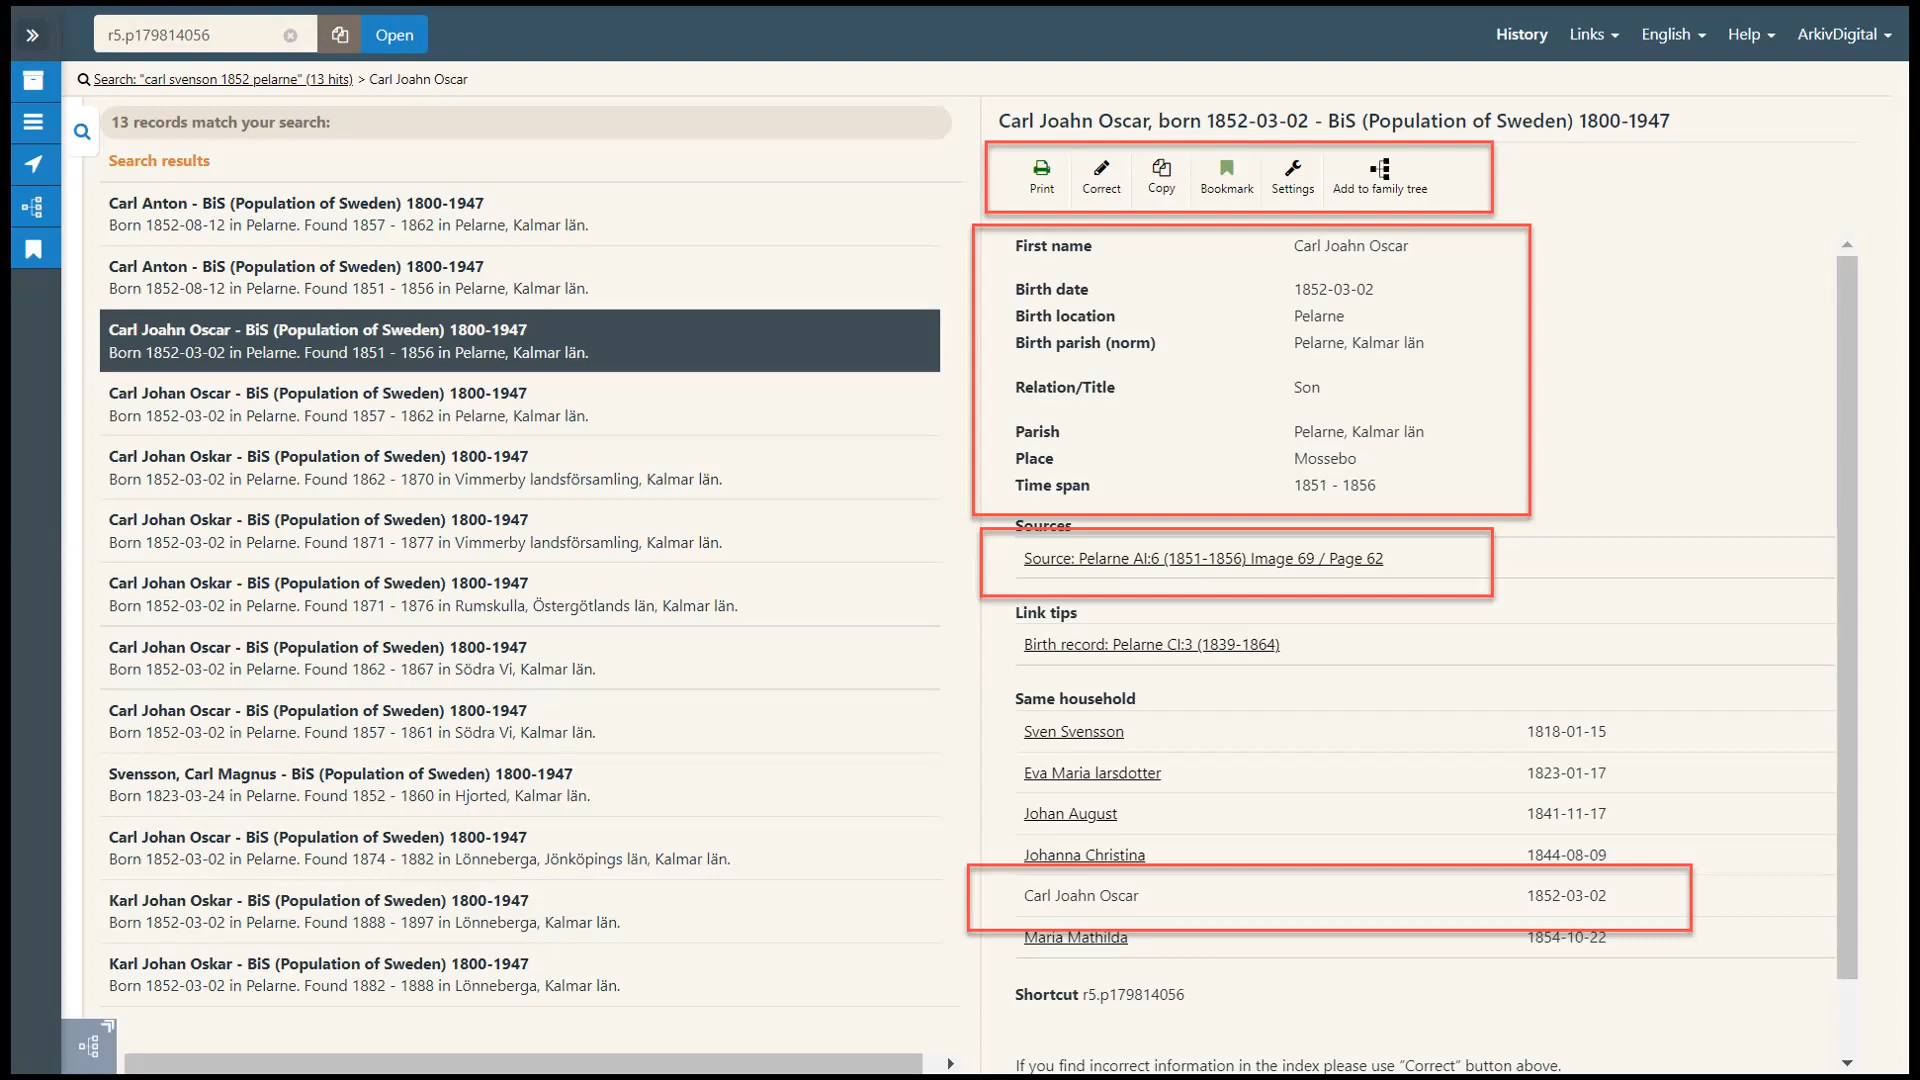 r5.p179814056
Open
History
Links
English
Help
ArkivDigital
Search: "carl svenson 1852 pelarne" (13 hits) > Carl Joahn Oscar
13 records match your search:
Search results
Carl Anton - BiS (Population of Sweden) 1800-1947
Born 1852-08-12 in Pelarne. Found 1857 - 1862 in Pelarne, Kalmar län.
Carl Anton - BiS (Population of Sweden) 1800-1947
Born 1852-08-12 in Pelarne. Found 1851 - 1856 in Pelarne, Kalmar län.
Carl Joahn Oscar - BiS (Population of Sweden) 1800-1947
Born 1852-03-02 in Pelarne. Found 1851 - 1856 in Pelarne, Kalmar län.
Carl Johan Oscar - BiS (Population of Sweden) 1800-1947
Born 1852-03-02 in Pelarne. Found 1857 - 1862 in Pelarne, Kalmar län.
Carl Johan Oskar - BiS (Population of Sweden) 1800-1947
Born 1852-03-02 in Pelarne. Found 1862 - 1870 in Vimmerby landsförsamling, Kalmar län.
Carl Johan Oskar - BiS (Population of Sweden) 1800-1947
Born 1852-03-02 in Pelarne. Found 1871 - 1877 in Vimmerby landsförsamling, Kalmar län.
Carl Johan Oskar - BiS (Population of Sweden) 1800-1947
Born 1852-03-02 in Pelarne. Found 1871 - 1876 in Rumskulla, Östergötlands län, Kalmar län.
Carl Johan Oscar - BiS (Population of Sweden) 1800-1947
Born 1852-03-02 in Pelarne. Found 1862 - 1867 in Södra Vi, Kalmar län.
Carl Johan Oscar - BiS (Population of Sweden) 1800-1947
Born 1852-03-02 in Pelarne. Found 1857 - 1861 in Södra Vi, Kalmar län.
Svensson, Carl Magnus - BiS (Population of Sweden) 1800-1947
Born 1823-03-24 in Pelarne. Found 1852 - 1860 in Hjorted, Kalmar län.
Carl Johan Oscar - BiS (Population of Sweden) 1800-1947
Born 1852-03-02 in Pelarne. Found 1874 - 1882 in Lönneberga, Jönköpings län, Kalmar län.
Karl Johan Oskar - BiS (Population of Sweden) 1800-1947
Born 1852-03-02 in Pelarne. Found 1888 - 1897 in Lönneberga, Kalmar län.
Karl Johan Oskar - BiS (Population of Sweden) 1800-1947
Born 1852-03-02 in Pelarne. Found 1882 - 1888 in Lönneberga, Kalmar län.
Carl Joahn Oscar, born 1852-03-02 - BiS (Population of Sweden) 1800-1947
Print
Correct
Copy
Bookmark
Settings
Add to family tree
First name Carl Joahn Oscar
Birth date 1852-03-02
Birth location Pelarne
Birth parish (norm) Pelarne, Kalmar län
Relation/Title Son
Parish Pelarne, Kalmar län
Place Mossebo
Time span 1851 - 1856
Sources
Source: Pelarne AI:6 (1851-1856) Image 69 / Page 62
Link tips
Birth record: Pelarne CI:3 (1839-1864)
Same household
Sven Svensson 1818-01-15
Eva Maria larsdotter 1823-01-17
Johan August 1841-11-17
Johanna Christina 1844-08-09
Carl Joahn Oscar 1852-03-02
Maria Mathilda 1854-10-22
Shortcut r5.p179814056
If you find incorrect information in the index please use "Correct" button above.